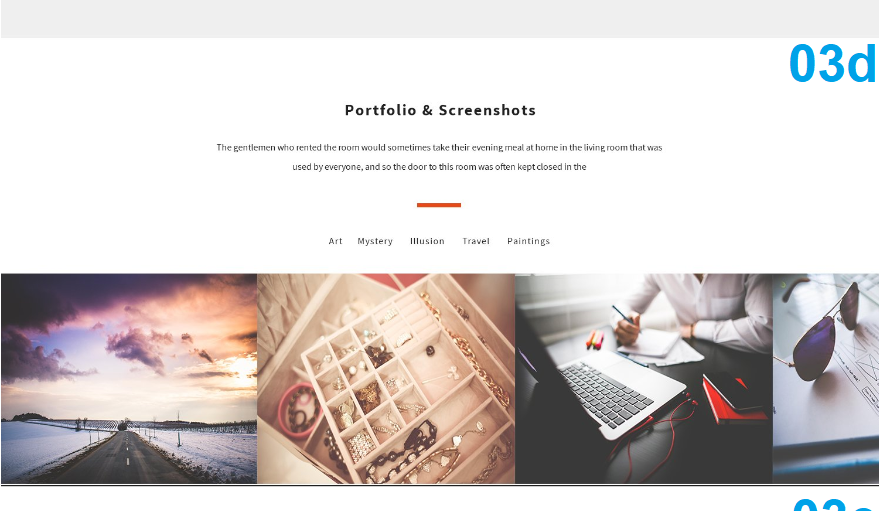 03d
Portfolio & Screenshots
The gentlemen who rented the room would sometimes take their evening meal at home in the living room that was
used by everyone, and so the door to this room was often kept closed in the
Art Mystery Illusion Travel Paintings